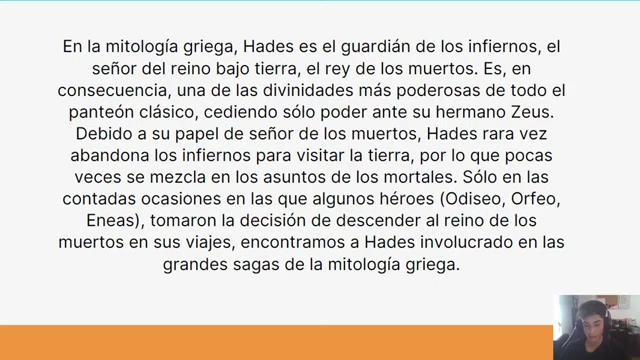 En la mitología griega, Hades es el guardián de los infiernos, el
señor del reino bajo tierra, el rey de los muertos. Es, en
consecuencia, una de las divinidades más poderosas de todo el
panteón clásico, cediendo sólo poder ante su hermano Zeus.
Debido a su papel de señor de los muertos, Hades rara vez
abandona los infiernos para visitar la tierra, por lo que pocas
veces se mezcla en los asuntos de los mortales. Sólo en las
contadas ocasiones en las que algunos héroes (Odiseo, Orfeo,
Eneas), tomaron la decisión de descender al reino de los
muertos en sus viajes, encontramos a Hades involucrado en las
grandes sagas de la mitología griega.